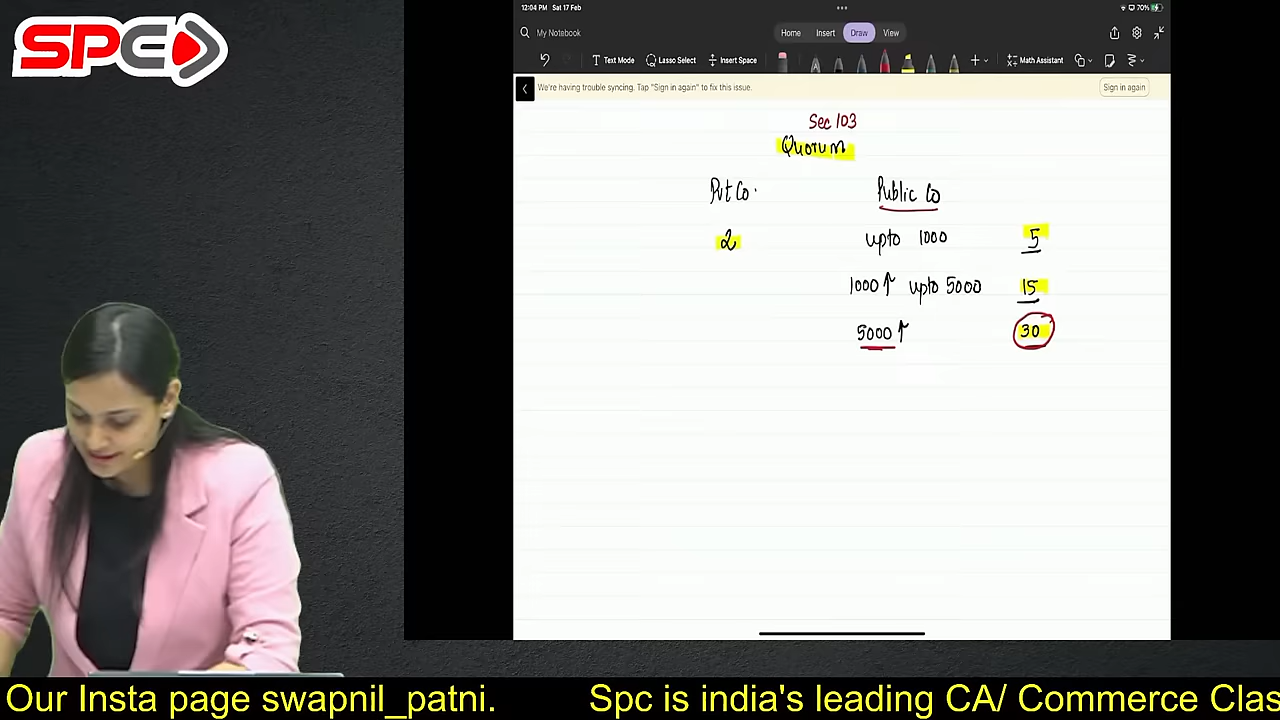 SPC
12:04 PM Sat 17 Feb
70%
My Notebook
Home Insert Draw View
Text Mode Lasso Select Insert Space Math Assistant
We're having trouble syncing. Tap "Sign in again" to fix this issue.
Sign in again
Sec 103
Quorum
Pvt Co.
Public Co
2
upto 1000 5
1000↑ upto 5000 15
5000↑ 30
Our Insta page swapnil_patni. Spc is india's leading CA/ Commerce Clas